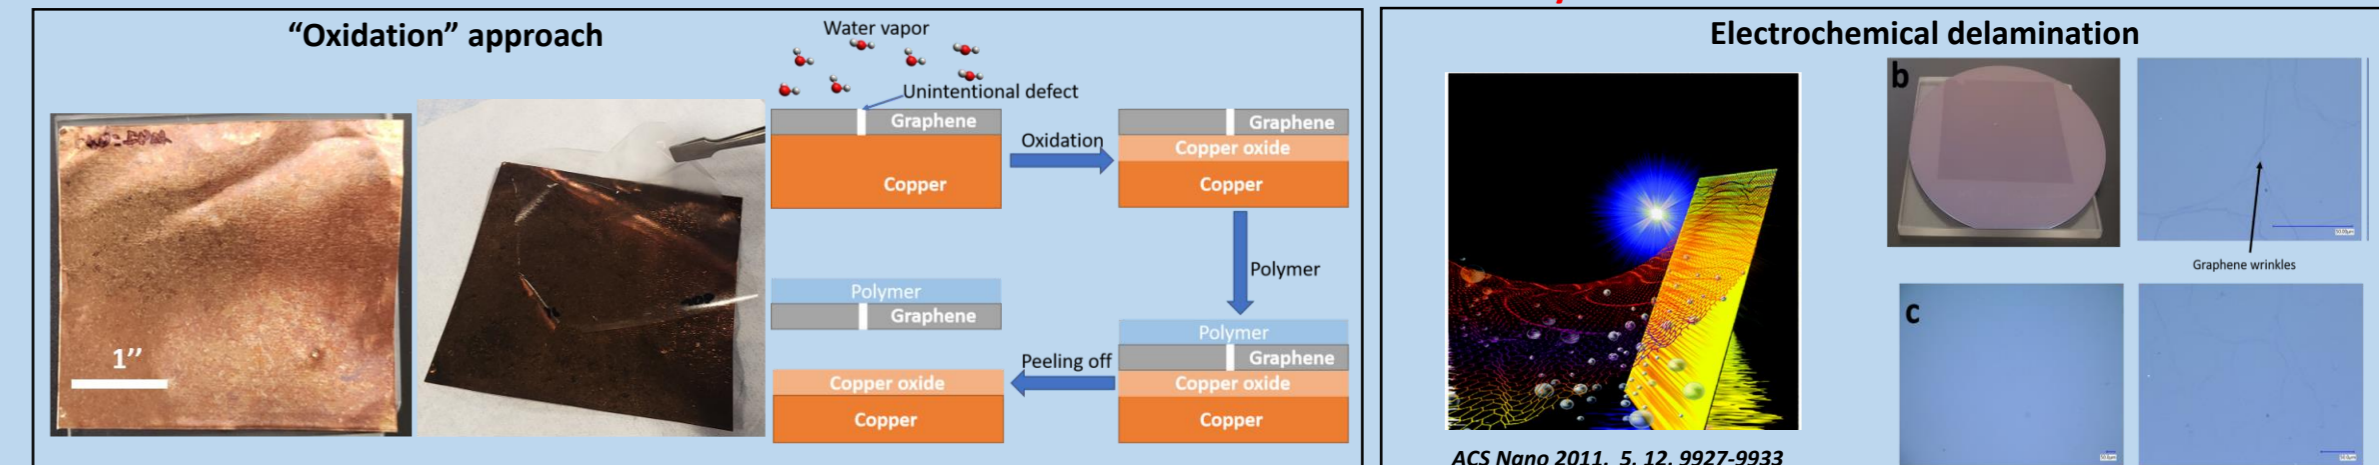 “Oxidation” approach
1’’
Water vapor
Unintentional defect
Graphene
Copper
Oxidation
Graphene
Copper oxide
Copper
Polymer
Polymer
Graphene
Copper oxide
Copper
Peeling off
Polymer
Graphene
Copper oxide
Copper
Electrochemical delamination
b
Graphene wrinkles
c
ACS Nano 2011, 5, 12, 9927-9933